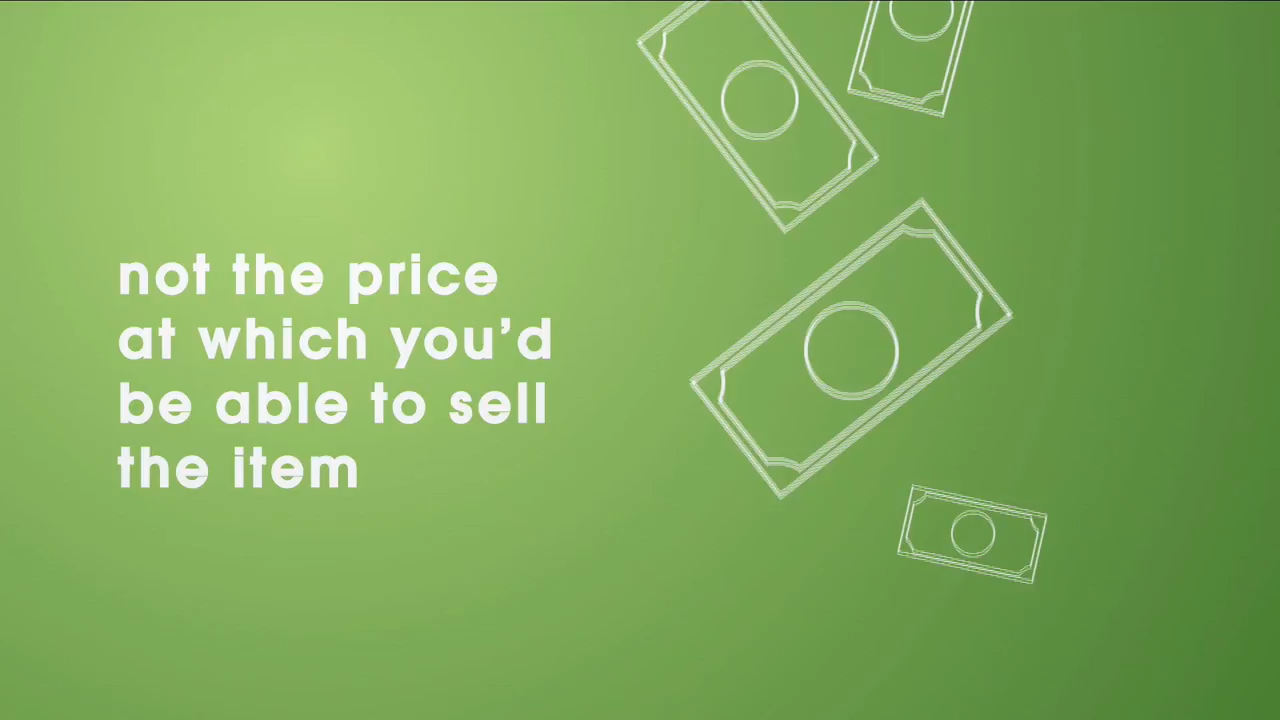 not the price
at which you’d
be able to sell
the item